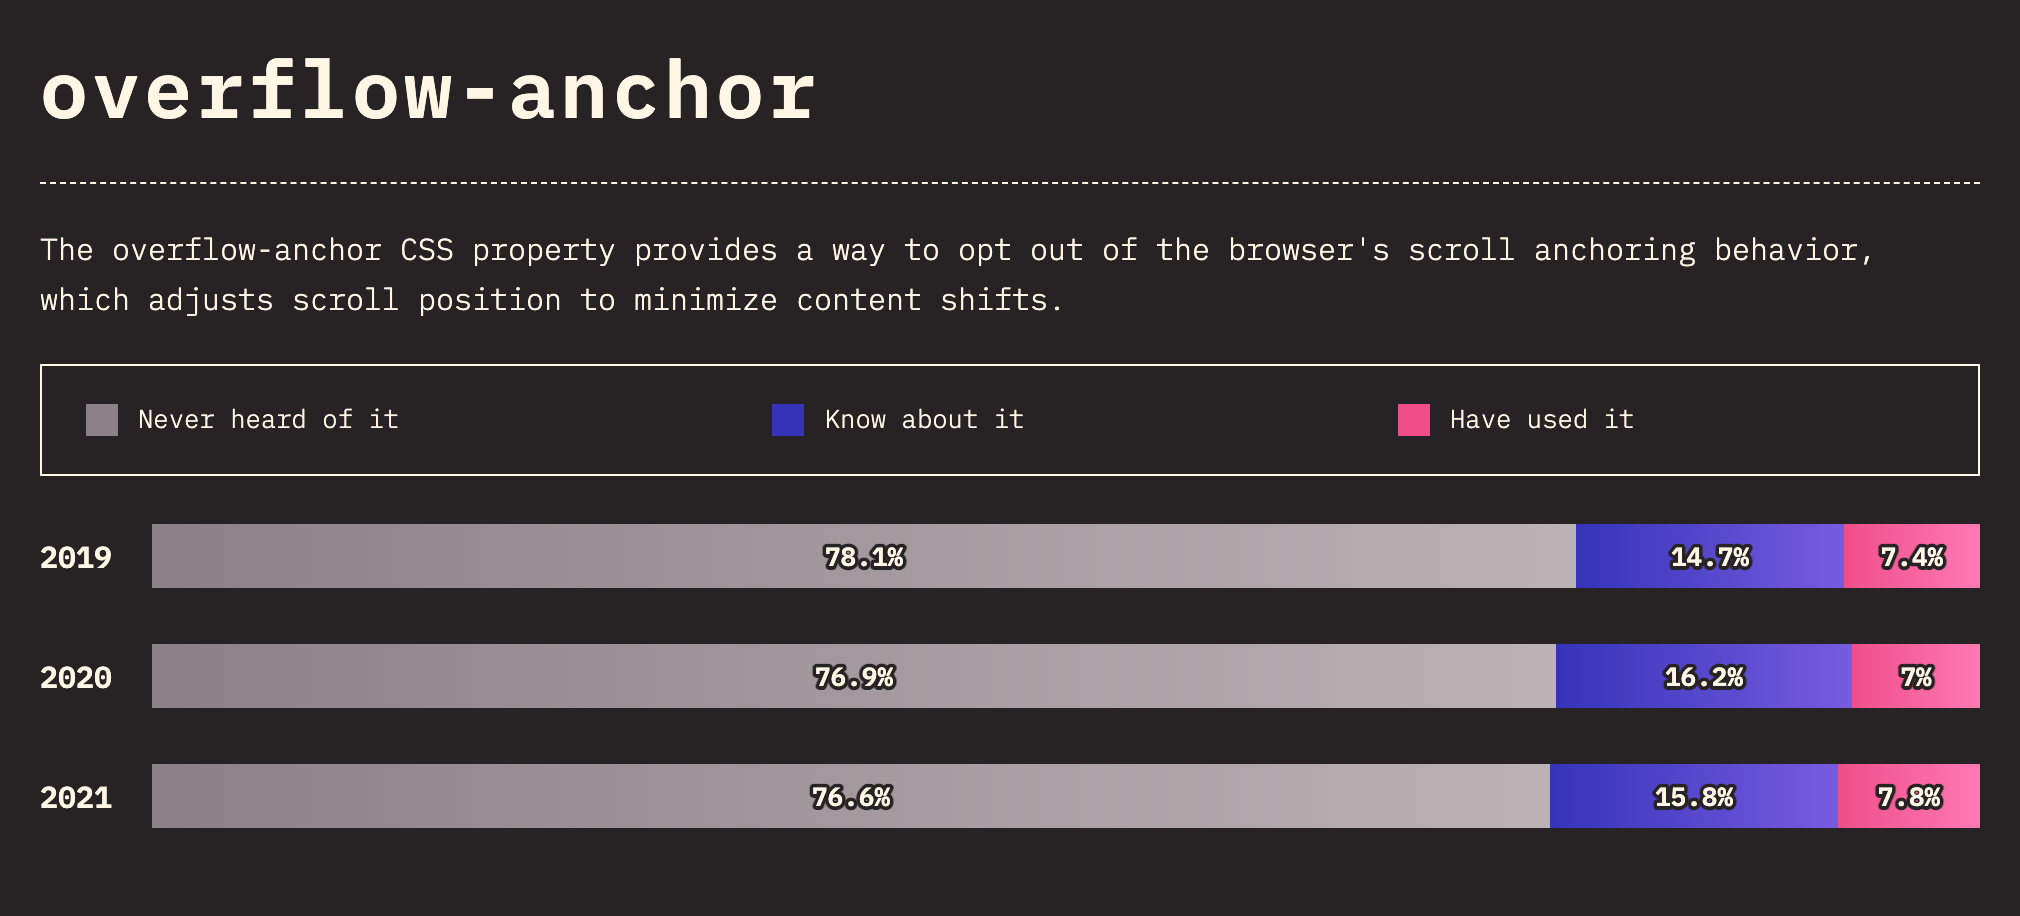 overflow-anchor
The overflow-anchor CSS property provides a way to opt out of the browser's scroll anchoring behavior,
which adjusts scroll position to minimize content shifts.
Never heard of it Know about it Have used it
2019 78.1% 14.7% 7.4%
2020 76.9% 16.2% 7%
2021 76.6% 15.8% 7.8%